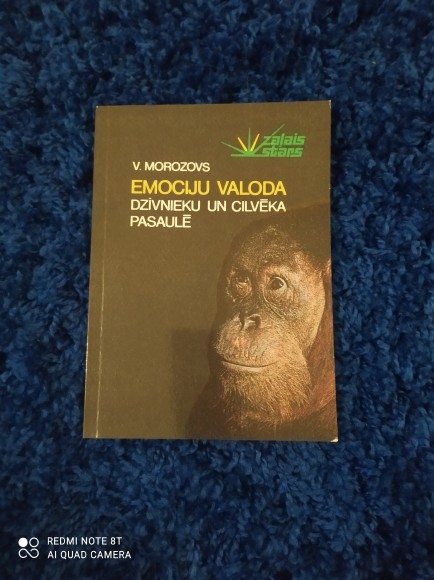 zaļais
stars
V. MOROZOVS
EMOCIJU VALODA
DZĪVNIEKU UN CILVĒKA
PASAULĒ
REDMI NOTE 8T
AI QUAD CAMERA